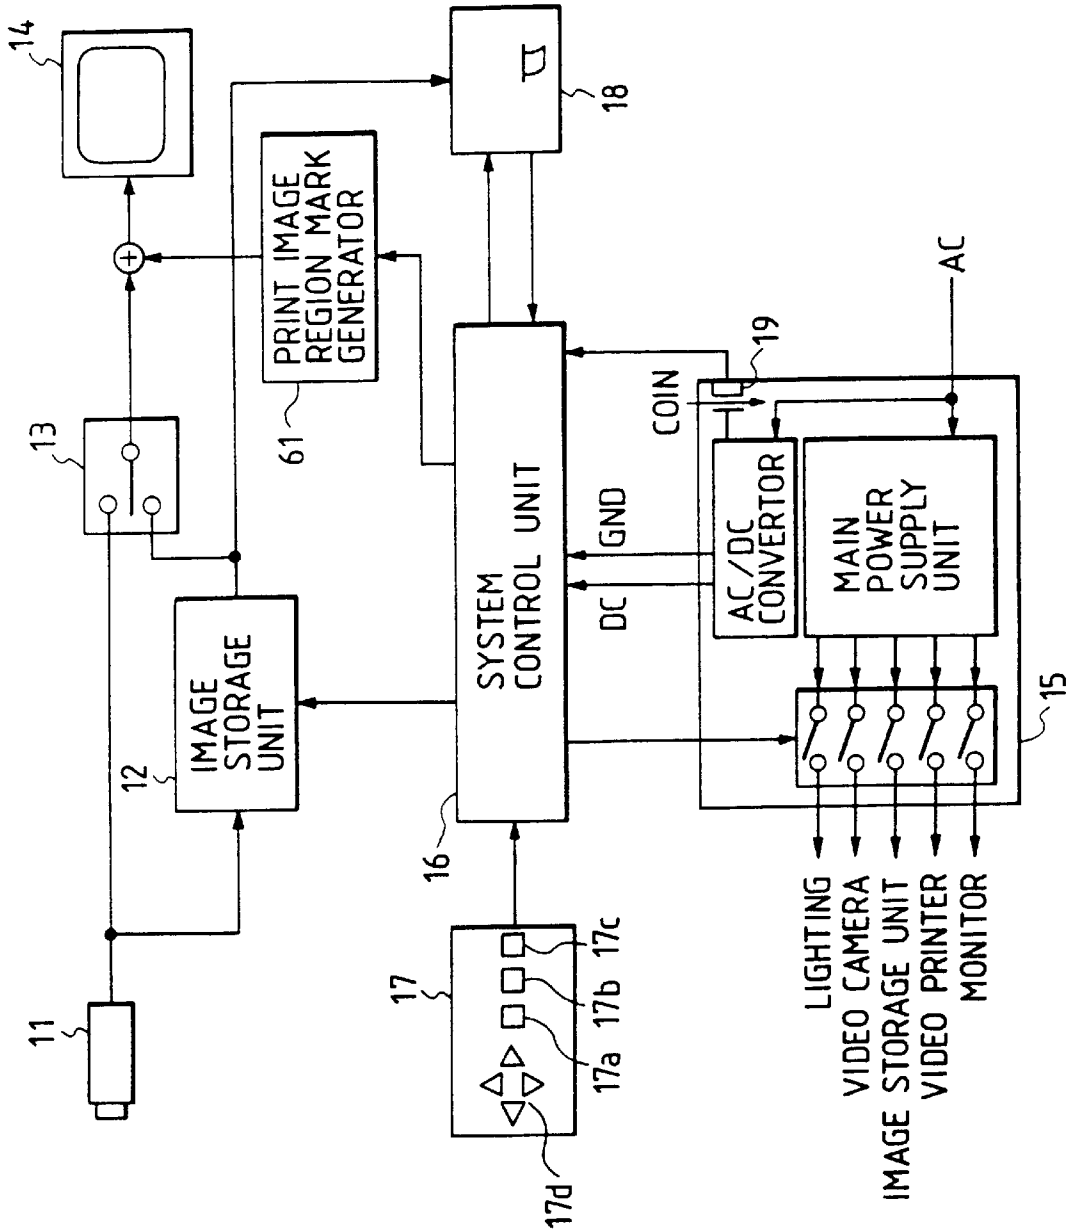 11
12
IMAGE
STORAGE
UNIT
13
14
61
PRINT IMAGE
REGION MARK
GENERATOR
18
17
17a
17b
17c
17d
16
SYSTEM
CONTROL UNIT
DC
GND
COIN
19
AC
AC/DC
CONVERTOR
MAIN
POWER
SUPPLY
UNIT
15
LIGHTING
VIDEO CAMERA
IMAGE STORAGE UNIT
VIDEO PRINTER
MONITOR